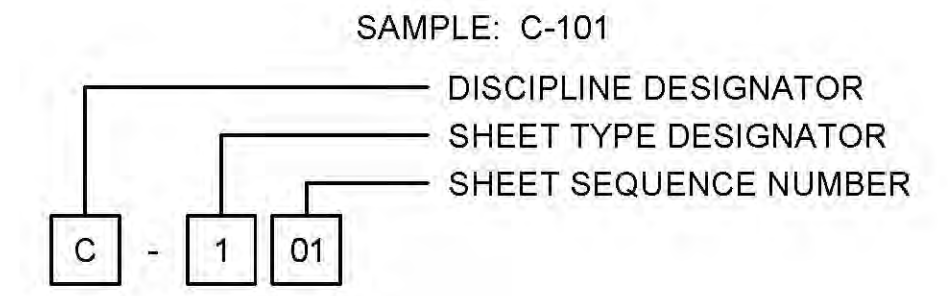 SAMPLE: C-101
DISCIPLINE DESIGNATOR
SHEET TYPE DESIGNATOR
SHEET SEQUENCE NUMBER
C - 1 01